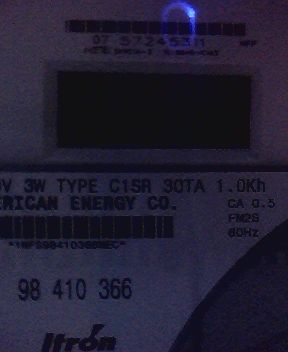 07 57245311
V 3W TYPE C1SR 30TA 1.0Kh
ERICAN ENERGY CO.
CA 0.5
FM2S
60Hz
98 410 366
Itron